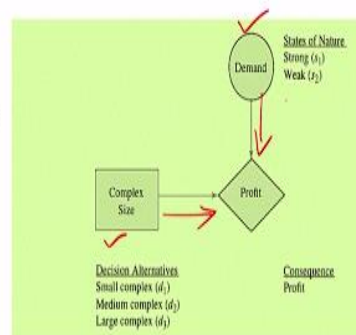 States of Nature
Strong (s₁)
Weak (s₂)
Demand
Complex
Size
Profit
Decision Alternatives
Small complex (d₁)
Medium complex (d₂)
Large complex (d₃)
Consequence
Profit